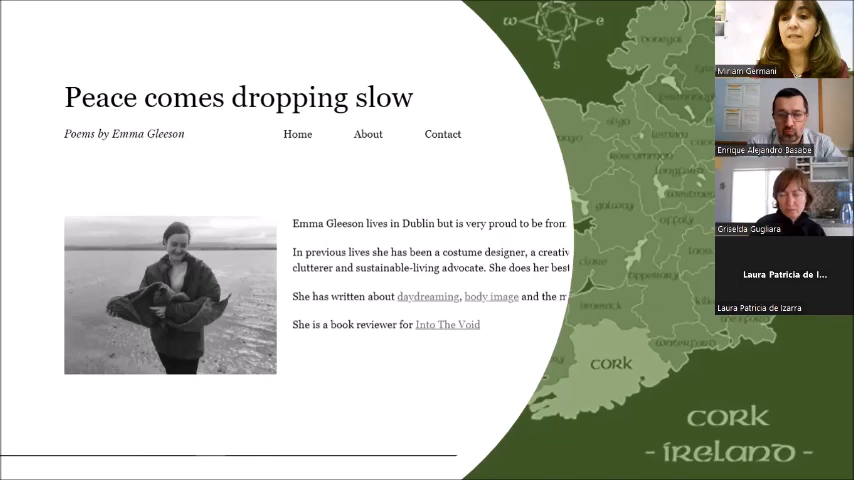 Peace comes dropping slow
Poems by Emma Gleeson
Home
About
Contact
Emma Gleeson lives in Dublin but is very proud to be from
In previous lives she has been a costume designer, a creativ
clutterer and sustainable-living advocate. She does her best
She has written about daydreaming, body image and the m
She is a book reviewer for Into The Void
w
e
Donegal
sligo
leitrim
roscommon
longford
galway
offaly
clare
tipperary
limerick
waterford
CORK
CORK
-IRELAND-
Miriam Germani
Enrique Alejandro Basabe
Griselda Gugliara
Laura Patricia de I...
Laura Patricia de Izarra